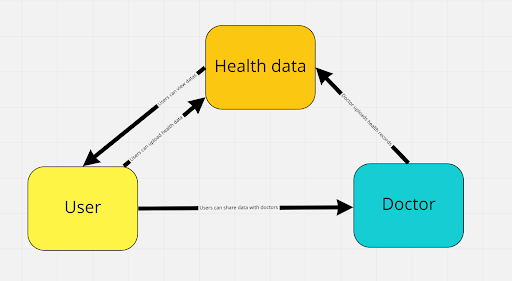 Health data
Users can view data
Users can upload health data
Doctor uploads health records
User
Users can share data with doctors
Doctor